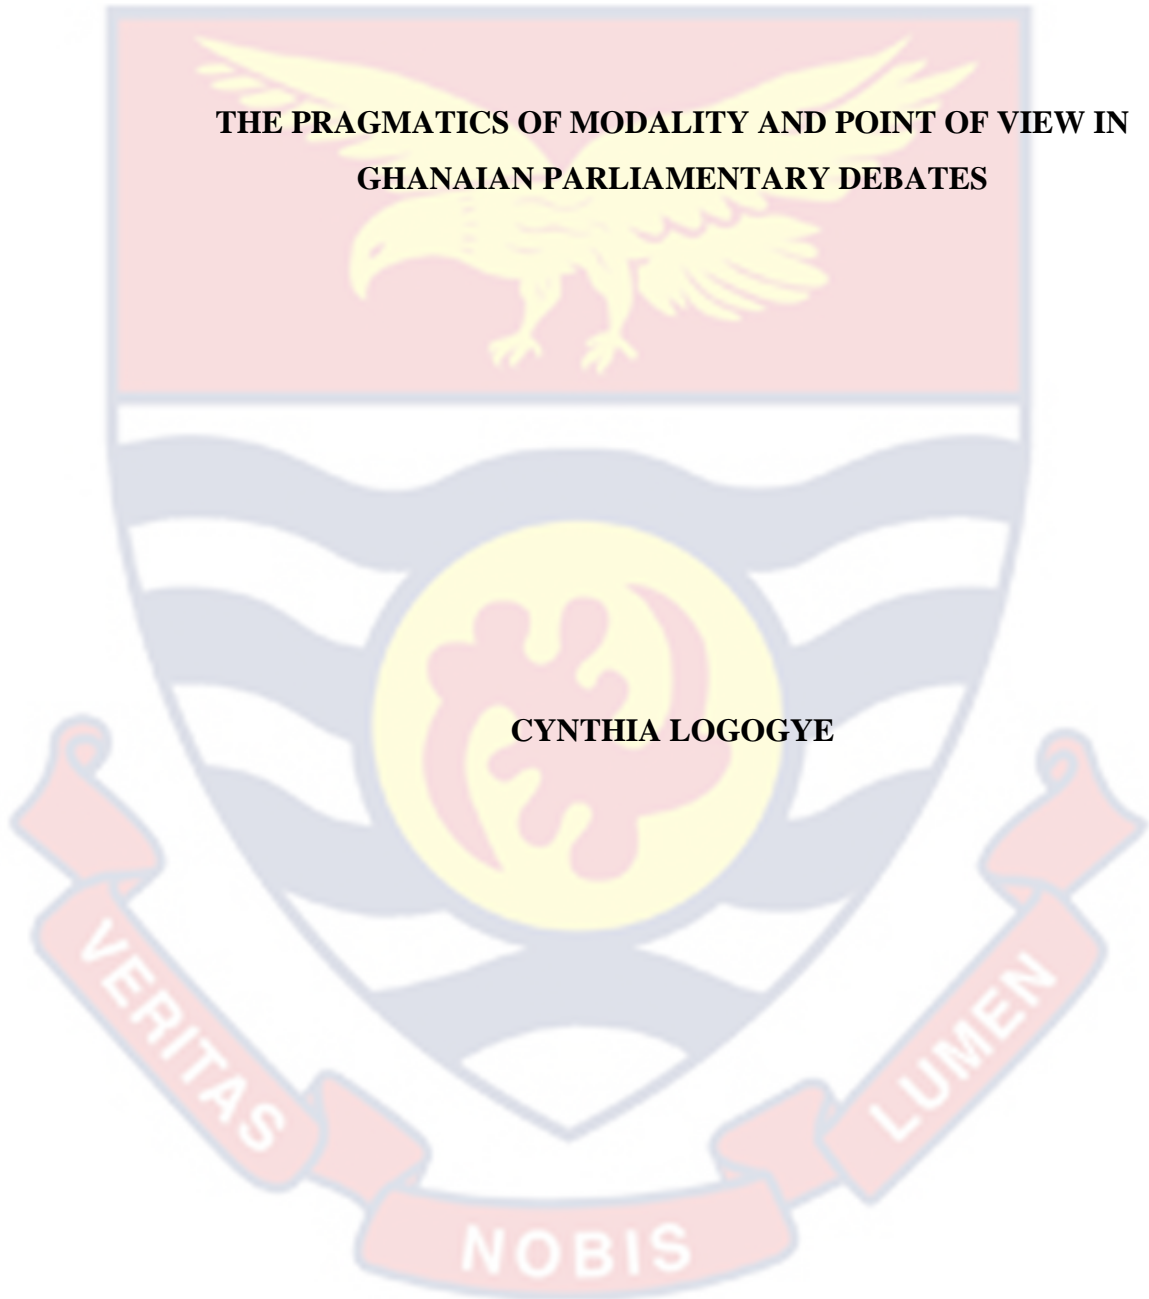 THE PRAGMATICS OF MODALITY AND POINT OF VIEW IN
GHANAIAN PARLIAMENTARY DEBATES
CYNTHIA LOGOGYE
VERITAS
NOBIS
LUMEN